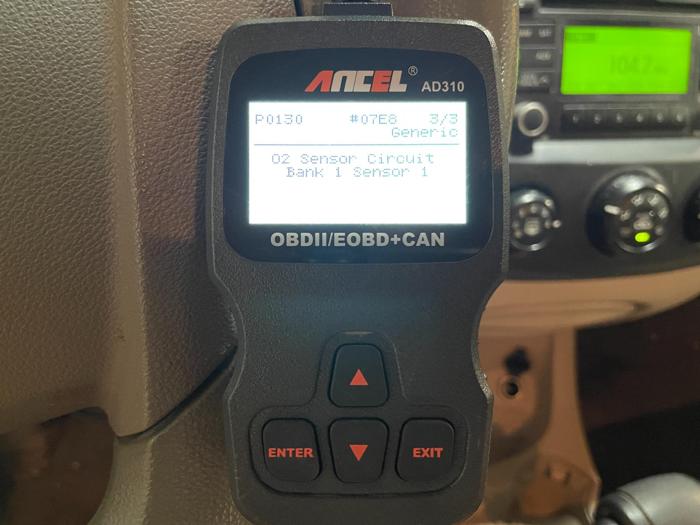 ANCEL® AD310
P0130 #07E8 3/3
Generic
O2 Sensor Circuit
Bank 1 Sensor 1
OBDII/EOBD+CAN
ENTER
EXIT